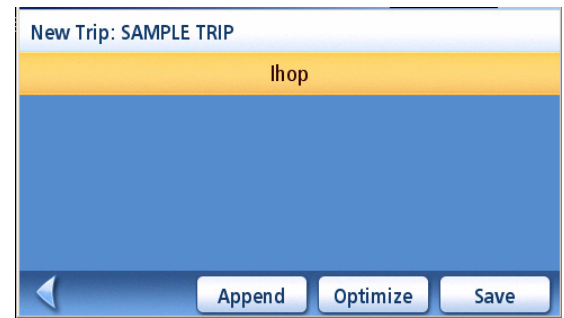 New Trip: SAMPLE TRIP
Ihop
Append
Optimize
Save